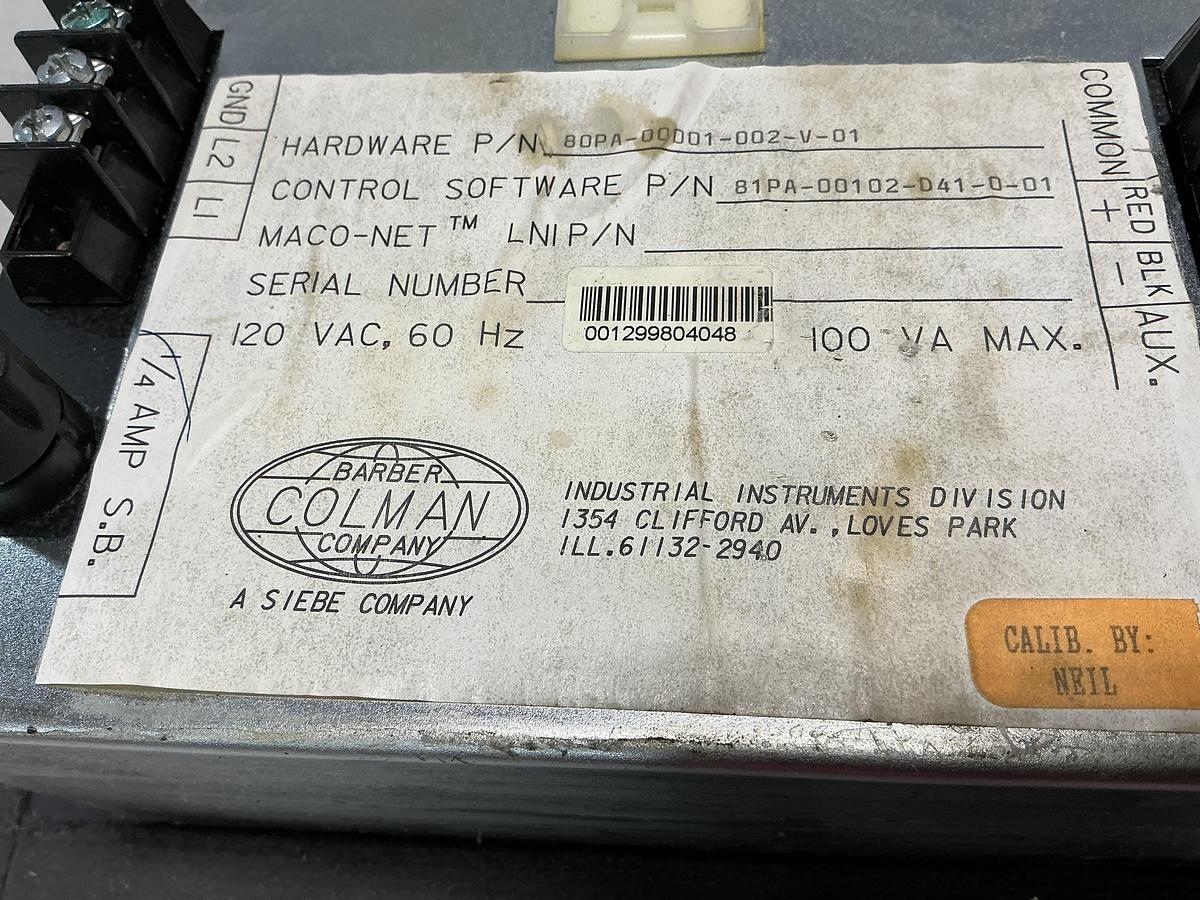 GND
L2
L1
HARDWARE P/N 80PA-00001-002-V-01
CONTROL SOFTWARE P/N 81PA-00102-D41-0-01
MACO-NET™ LNI P/N
SERIAL NUMBER
001299804048
120 VAC, 60 Hz
100 VA MAX.
COMMON
RED +
BLK -
AUX.
1/4 AMP S.B.
BARBER
COLMAN
COMPANY
A SIEBE COMPANY
INDUSTRIAL INSTRUMENTS DIVISION
1354 CLIFFORD AV., LOVES PARK
ILL.61132-2940
CALIB. BY:
NEIL